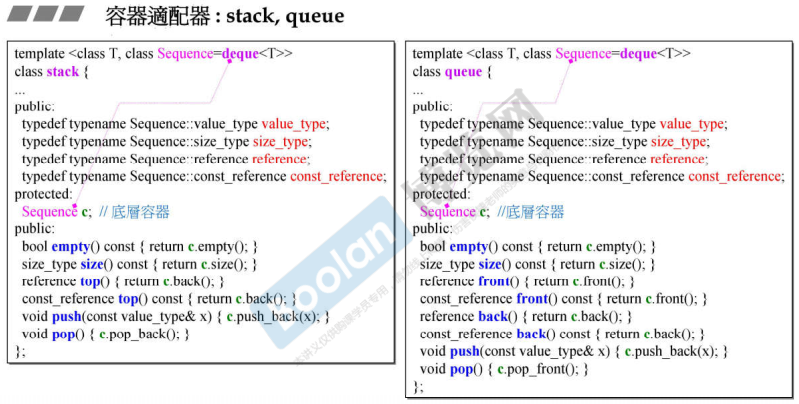 容器適配器 : stack, queue
template <class T, class Sequence=deque<T>>
class stack {
...
public:
typedef typename Sequence::value_type value_type;
typedef typename Sequence::size_type size_type;
typedef typename Sequence::reference reference;
typedef typename Sequence::const_reference const_reference;
protected:
Sequence c; // 底層容器
public:
bool empty() const { return c.empty(); }
size_type size() const { return c.size(); }
reference top() { return c.back(); }
const_reference top() const { return c.back(); }
void push(const value_type& x) { c.push_back(x); }
void pop() { c.pop_back(); }
};
template <class T, class Sequence=deque<T>>
class queue {
...
public:
typedef typename Sequence::value_type value_type;
typedef typename Sequence::size_type size_type;
typedef typename Sequence::reference reference;
typedef typename Sequence::const_reference const_reference;
protected:
Sequence c; //底層容器
public:
bool empty() const { return c.empty(); }
size_type size() const { return c.size(); }
reference front() { return c.front(); }
const_reference front() const { return c.front(); }
reference back() { return c.back(); }
const_reference back() const { return c.back(); }
void push(const value_type& x) { c.push_back(x); }
void pop() { c.pop_front(); }
};
Boolan
博览网